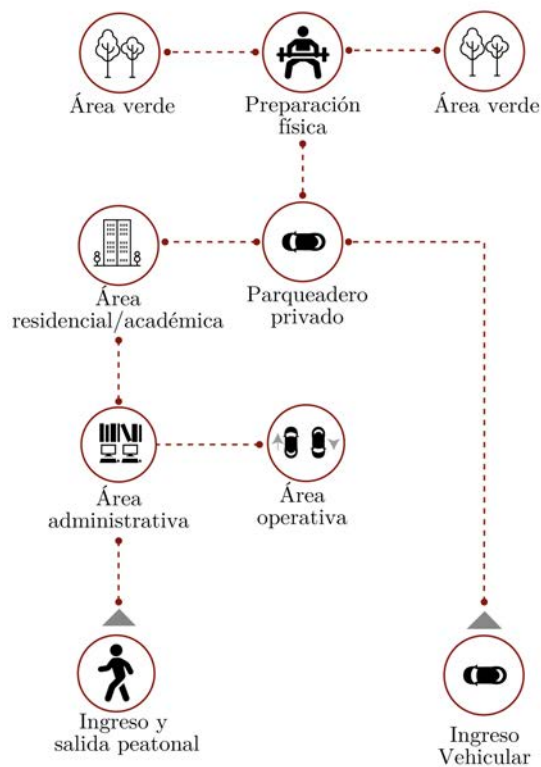 Área verde
Preparación
física
Área verde
Área
residencial/académica
Parqueadero
privado
Área
administrativa
Área
operativa
Ingreso y
salida peatonal
Ingreso
Vehicular